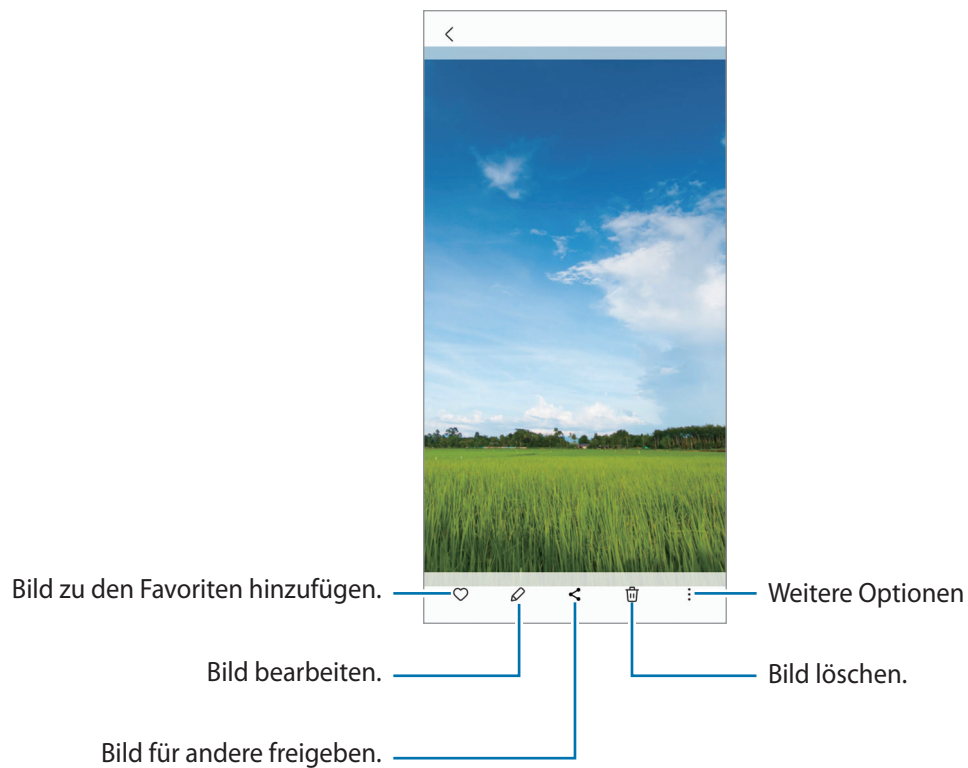 Bild zu den Favoriten hinzufügen.
Weitere Optionen
Bild bearbeiten.
Bild löschen.
Bild für andere freigeben.